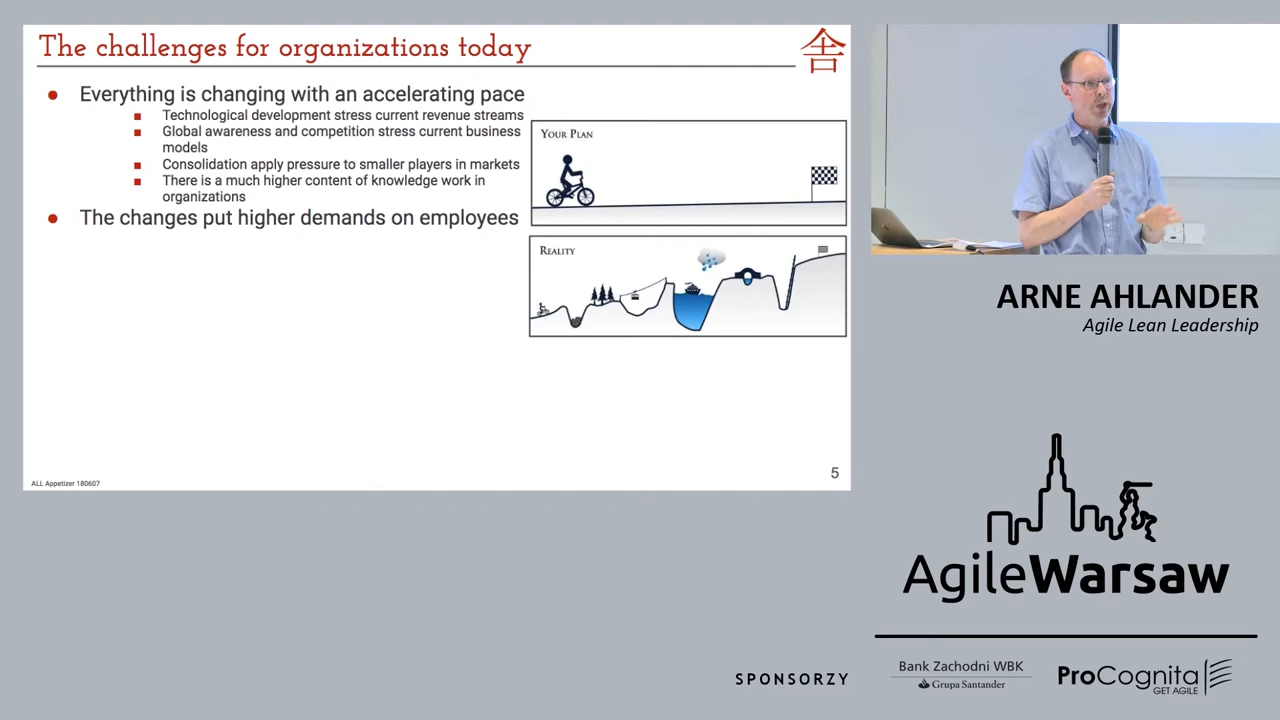 The challenges for organizations today
舎
Everything is changing with an accelerating pace
Technological development stress current revenue streams
Global awareness and competition stress current business
models
Consolidation apply pressure to smaller players in markets
There is a much higher content of knowledge work in
organizations
The changes put higher demands on employees
YOUR PLAN
REALITY
ALL Appetizer 180607
5
ARNE AHLANDER
Agile Lean Leadership
AgileWarsaw
SPONSORZY
Bank Zachodni WBK
Grupa Santander
ProCognita
GET AGILE